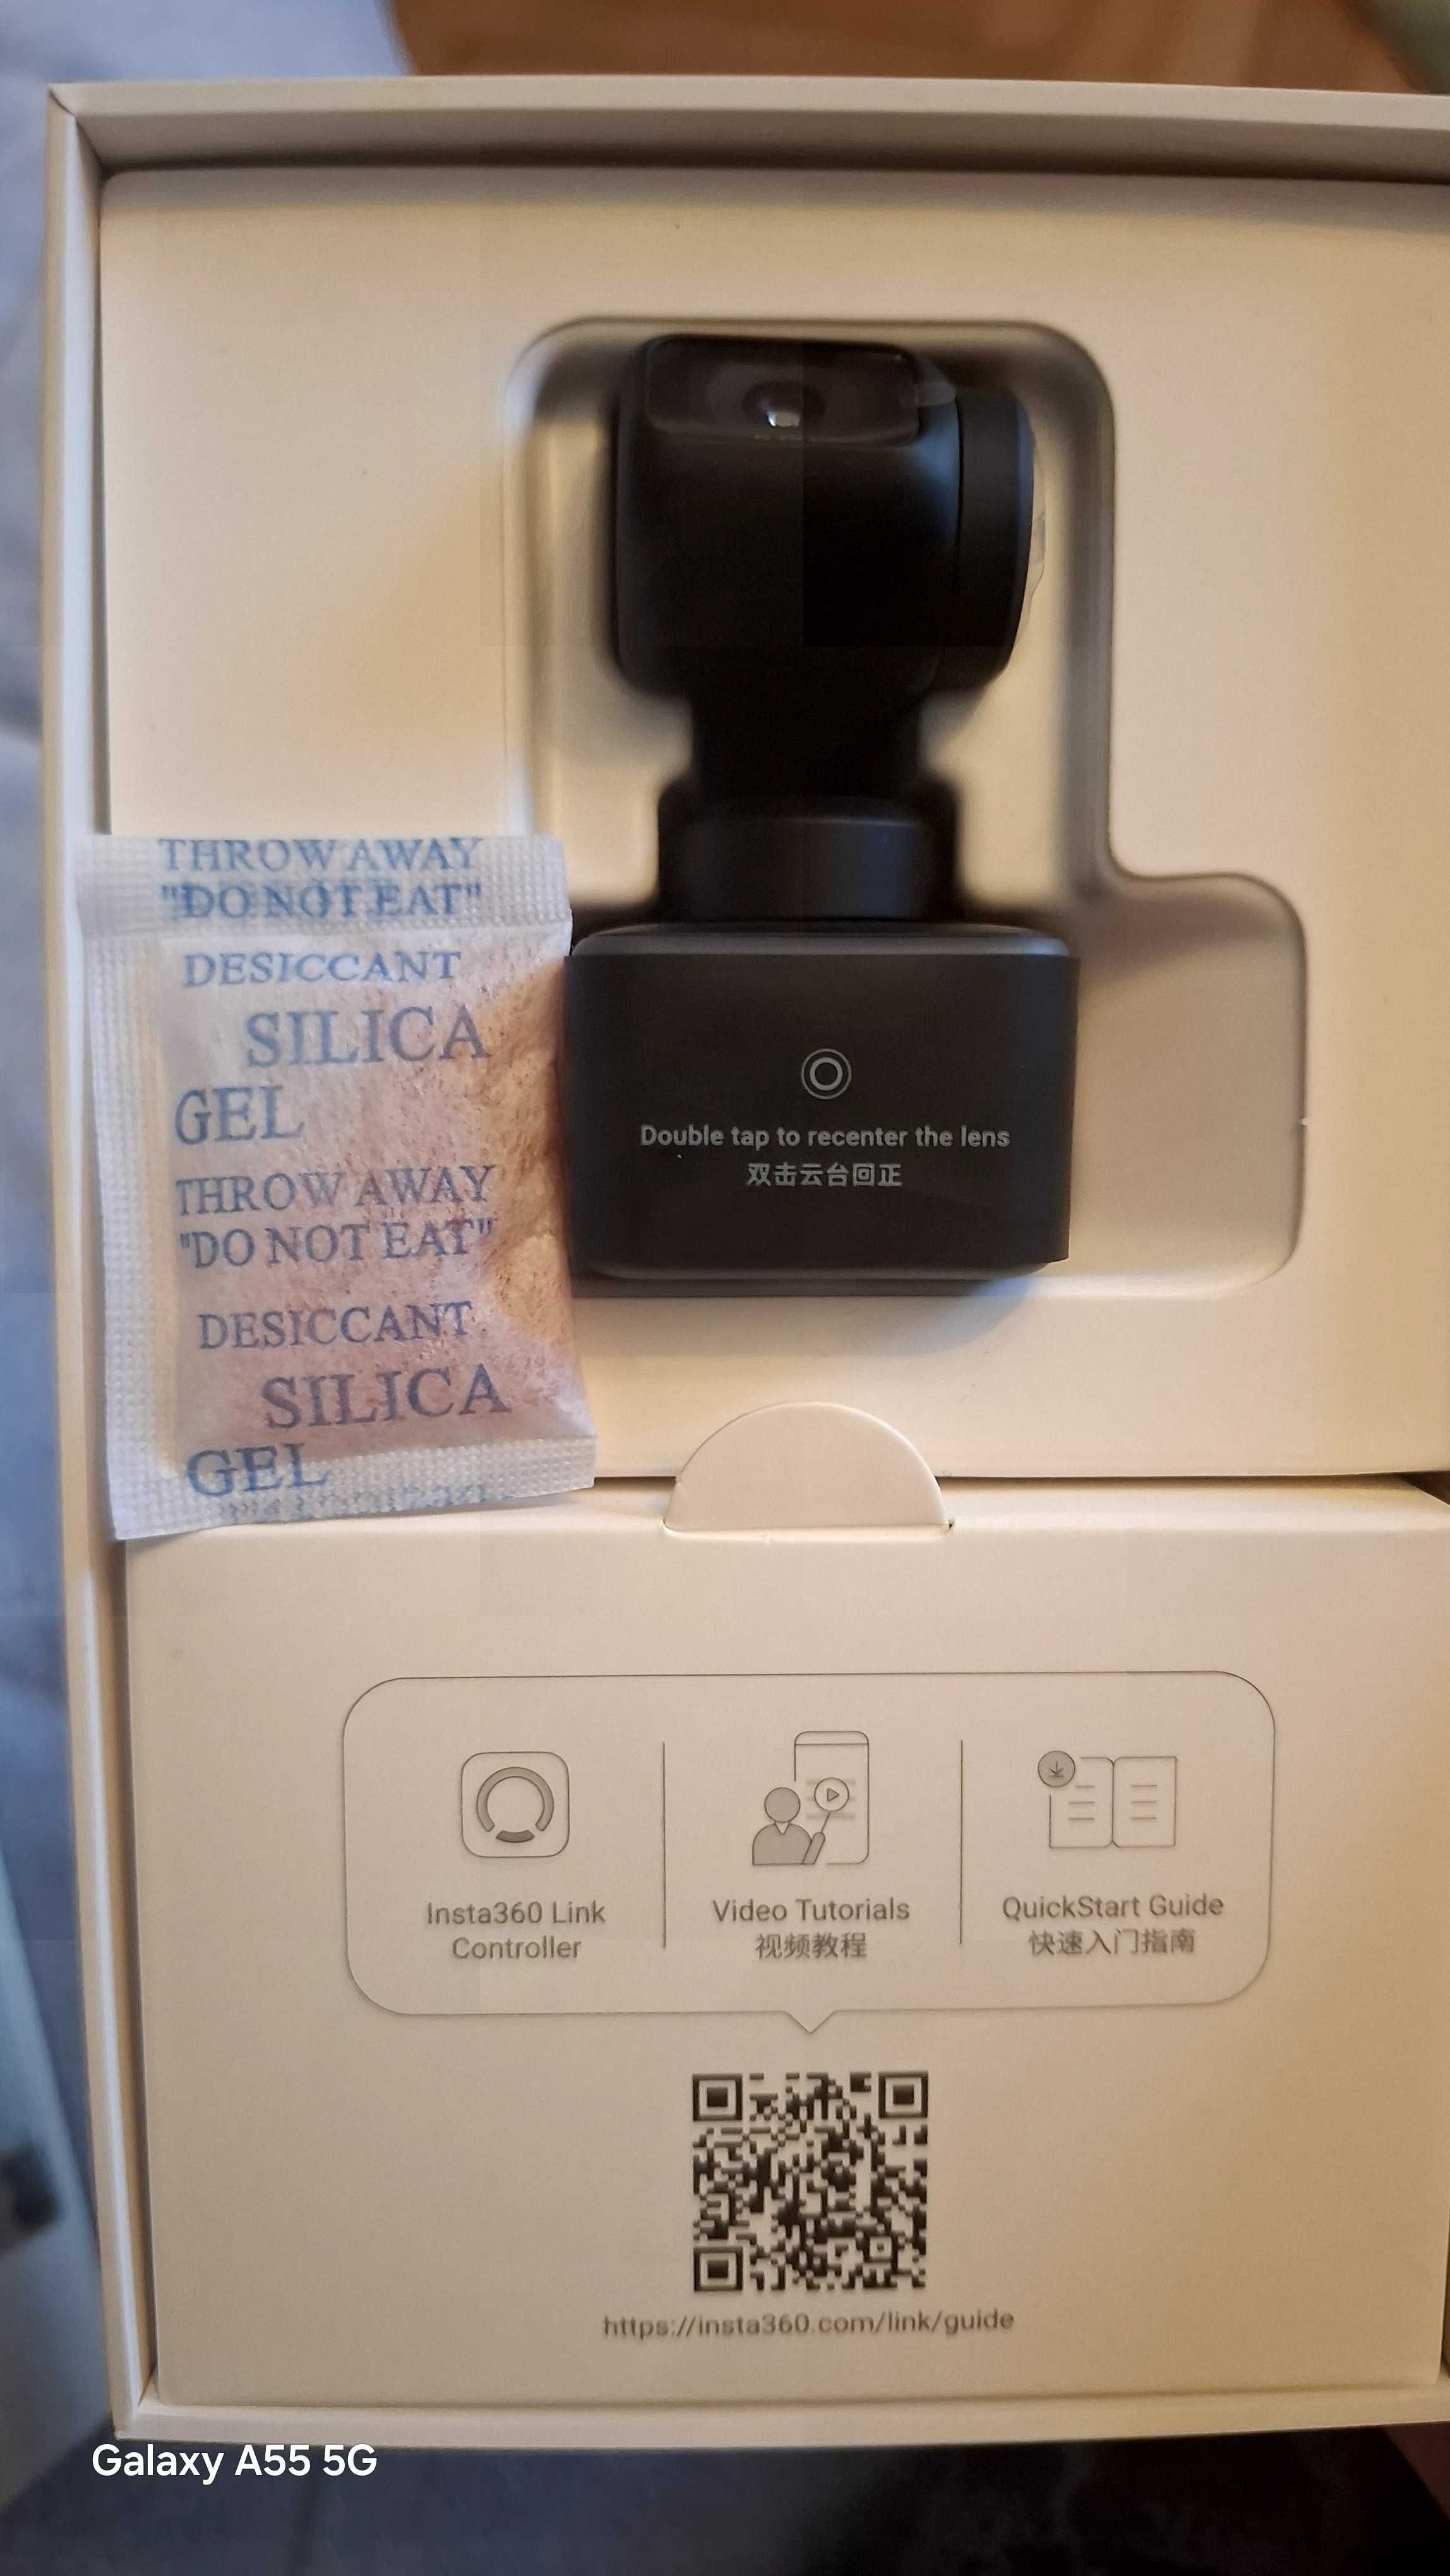 THROW AWAY
"DO NOT EAT"
DESICCANT
SILICA
GEL
THROW AWAY
"DO NOT EAT"
DESICCANT
SILICA
GEL
Double tap to recenter the lens
双击云台回正
Insta360 Link
Controller
Video Tutorials
视频教程
QuickStart Guide
快速入门指南
https://insta360.com/link/guide
Galaxy A55 5G